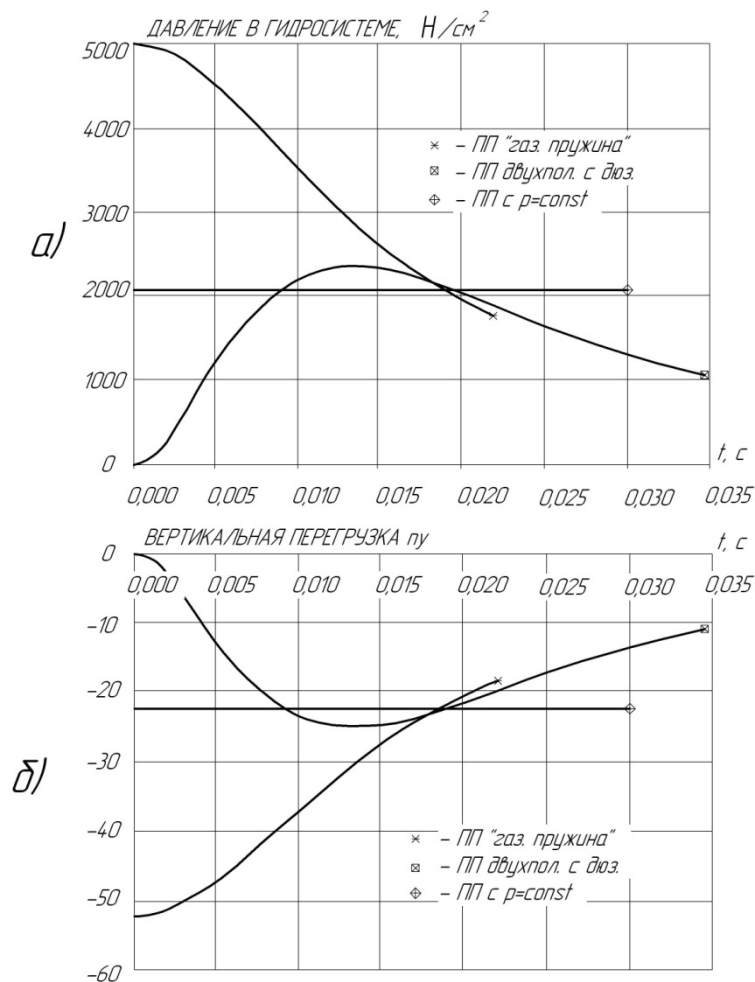 ДАВЛЕНИЕ В ГИДРОСИСТЕМЕ, Н/см²
5000
4000
3000
2000
1000
0
× – ПП "газ. пружина"
⊠ – ПП двухпол. с дюз.
⌖ – ПП с p=const
а)
t, с
0,000 0,005 0,010 0,015 0,020 0,025 0,030 0,035
ВЕРТИКАЛЬНАЯ ПЕРЕГРУЗКА nу
t, с
0,000 0,005 0,010 0,015 0,020 0,025 0,030 0,035
0
-10
-20
-30
-40
-50
-60
б)
× – ПП "газ. пружина"
⊠ – ПП двухпол. с дюз.
⌖ – ПП с p=const